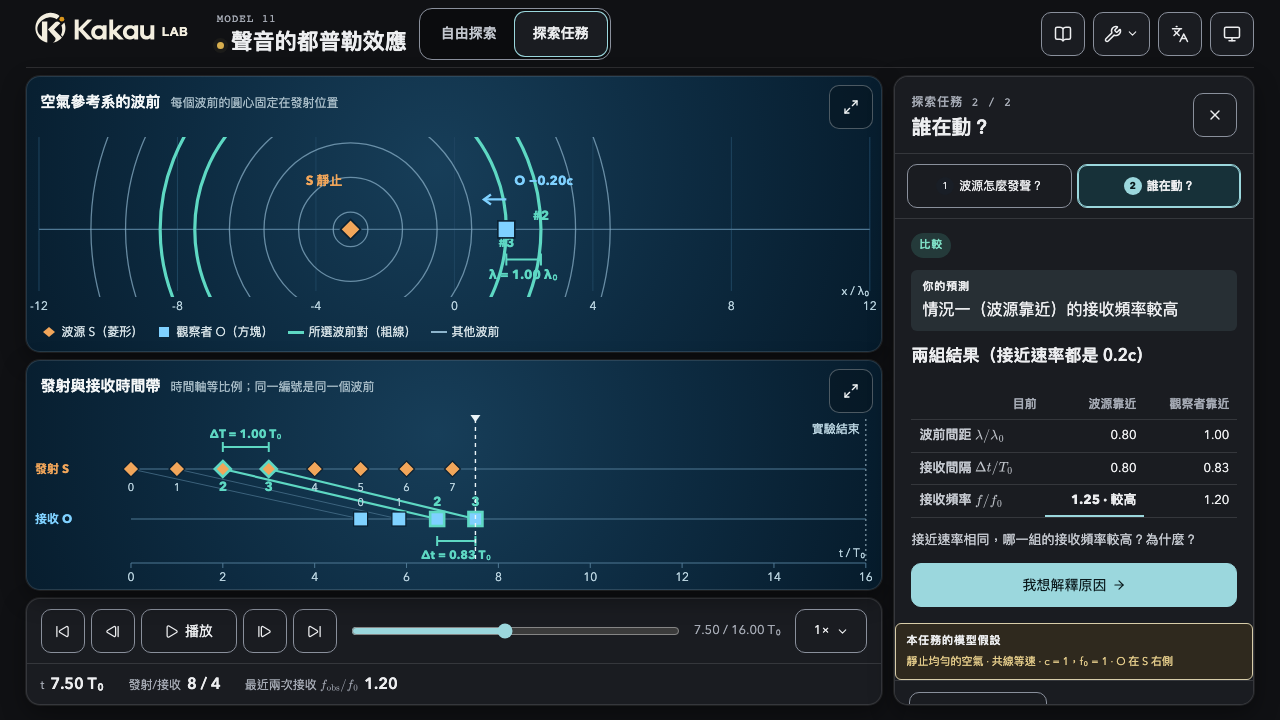 Kakau LAB
MODEL 11
聲音的都普勒效應
自由探索
探索任務
空氣參考系的波前 每個波前的圓心固定在發射位置
S 靜止
O −0.20c
#2
#3
λ = 1.00 λ₀
x / λ₀
-12 -8 -4 0 4 8 12
波源 S（菱形） 觀察者 O（方塊） 所選波前對（粗線） 其他波前
發射與接收時間帶 時間軸等比例；同一編號是同一個波前
實驗結束
ΔT = 1.00 T₀
發射 S
0 1 2 3 4 5 6 7
0 1 2 3
接收 O
Δt = 0.83 T₀
t / T₀
0 2 4 6 8 10 12 14 16
播放
7.50 / 16.00 T₀
1×
t 7.50 T₀ 發射/接收 8 / 4 最近兩次接收 f_obs/f₀ 1.20
探索任務 2 / 2
誰在動？
1 波源怎麼發聲？
2 誰在動？
比較
你的預測
情況一（波源靠近）的接收頻率較高
兩組結果（接近速率都是 0.2c）
目前 波源靠近 觀察者靠近
波前間距 λ/λ₀ 0.80 1.00
接收間隔 Δt/T₀ 0.80 0.83
接收頻率 f/f₀ 1.25 · 較高 1.20
接近速率相同，哪一組的接收頻率較高？為什麼？
我想解釋原因 →
本任務的模型假設
靜止均勻的空氣 · 共線等速 · c = 1，f₀ = 1 · O 在 S 右側